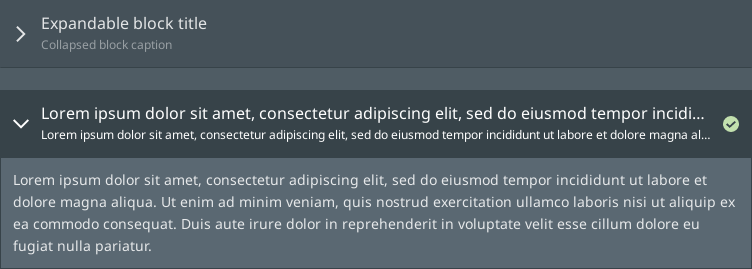 Expandable block title
Collapsed block caption
Lorem ipsum dolor sit amet, consectetur adipiscing elit, sed do eiusmod tempor incidi...
Lorem ipsum dolor sit amet, consectetur adipiscing elit, sed do eiusmod tempor incididunt ut labore et dolore magna al...
Lorem ipsum dolor sit amet, consectetur adipiscing elit, sed do eiusmod tempor incididunt ut labore et
dolore magna aliqua. Ut enim ad minim veniam, quis nostrud exercitation ullamco laboris nisi ut aliquip ex
ea commodo consequat. Duis aute irure dolor in reprehenderit in voluptate velit esse cillum dolore eu
fugiat nulla pariatur.